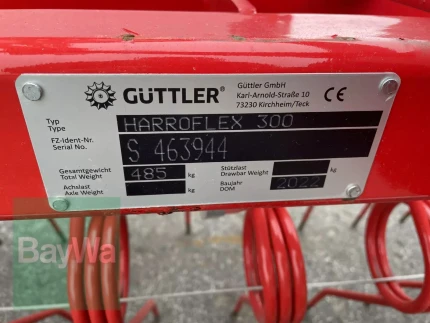 GÜTTLER®
Güttler GmbH
Karl-Arnold-Straße 10
73230 Kirchheim/Teck
CE
Typ
Type
HARROFLEX 300
FZ-Ident-Nr.
Serial No.
S 463944
Gesamtgewicht
Total Weight
485 kg
Stützlast
Drawbar Weight
kg
Achslast
Axle Weight
kg
Baujahr
DOM
2022
BayWa